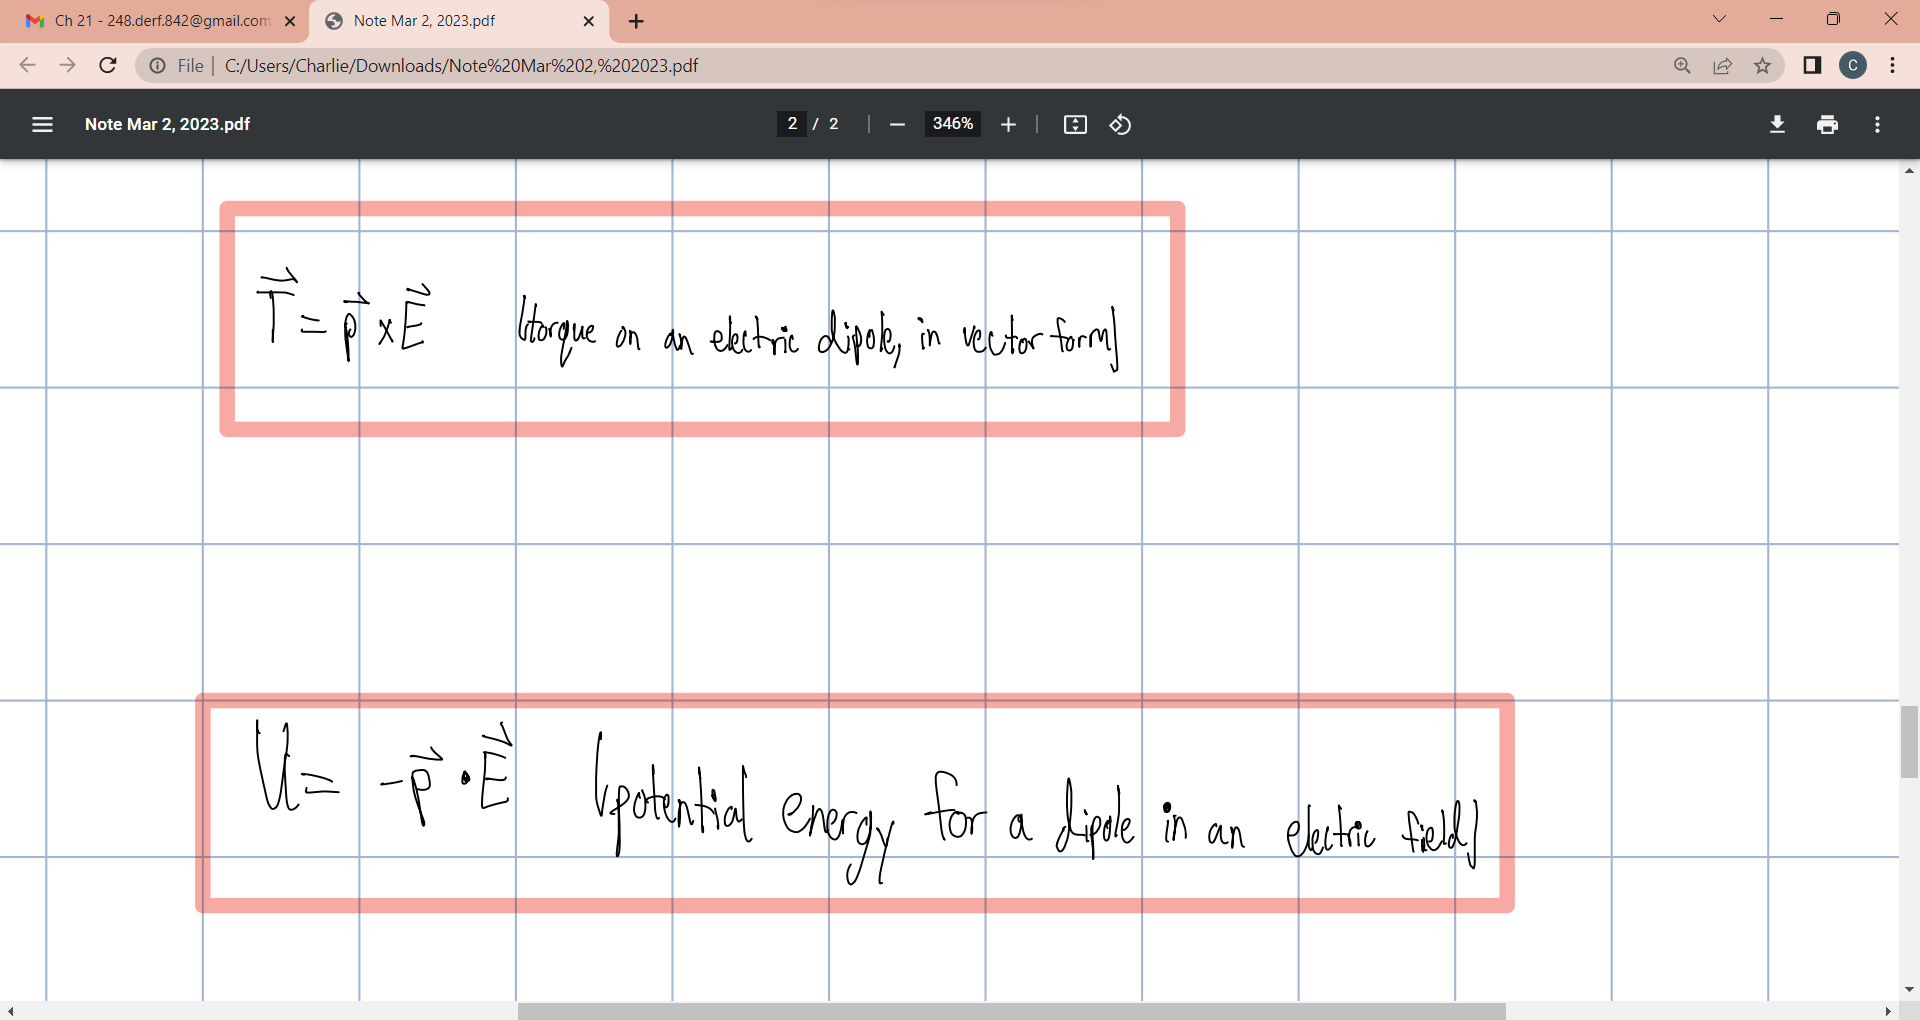 Ch 21 - 248.derf.842@gmail.com
Note Mar 2, 2023.pdf
File | C:/Users/Charlie/Downloads/Note%20Mar%202,%202023.pdf
C
Note Mar 2, 2023.pdf
2 / 2
346%
T⃗ = p⃗ × E⃗ (torque on an electric dipole, in vector form)
U = -p⃗ · E⃗ (potential energy for a dipole in an electric field)